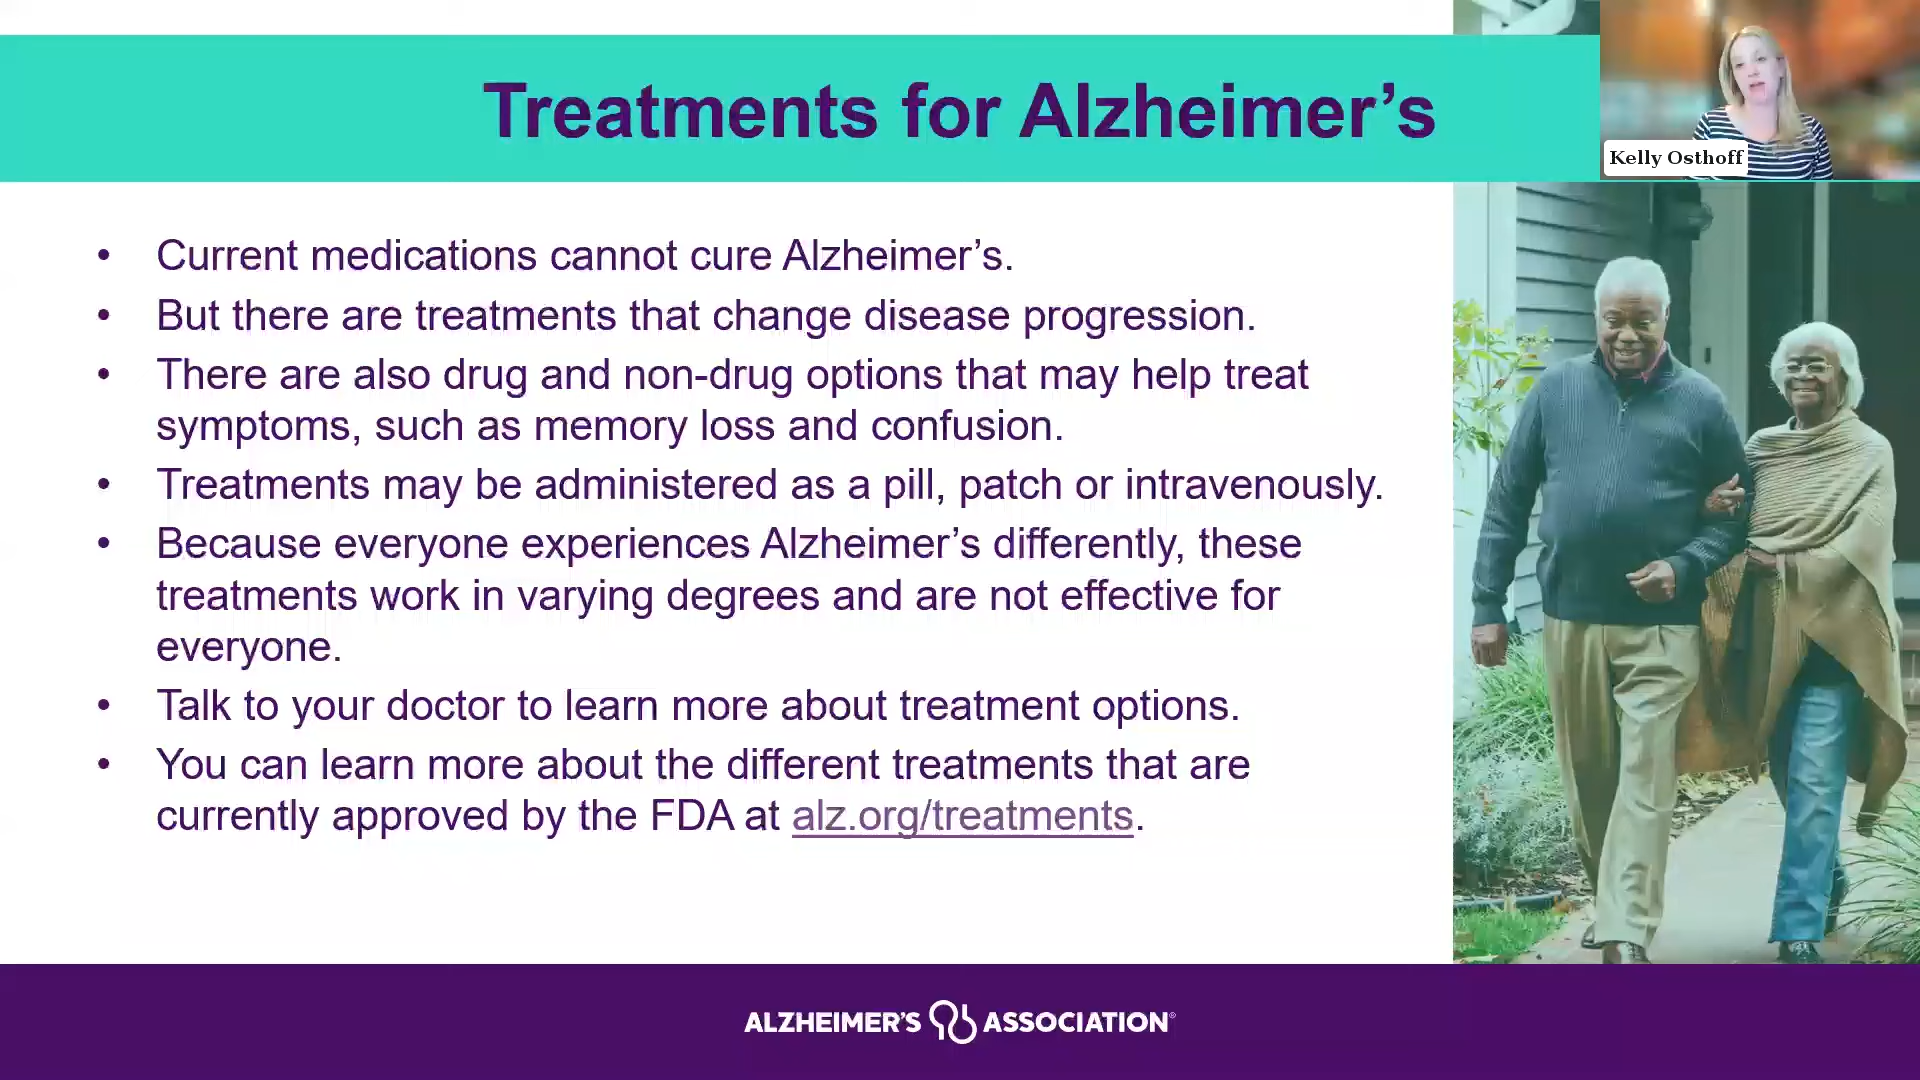 Treatments for Alzheimer’s
Kelly Osthoff
• Current medications cannot cure Alzheimer’s.
• But there are treatments that change disease progression.
• There are also drug and non-drug options that may help treat
symptoms, such as memory loss and confusion.
• Treatments may be administered as a pill, patch or intravenously.
• Because everyone experiences Alzheimer’s differently, these
treatments work in varying degrees and are not effective for
everyone.
• Talk to your doctor to learn more about treatment options.
• You can learn more about the different treatments that are
currently approved by the FDA at alz.org/treatments.
ALZHEIMER’S ASSOCIATION®